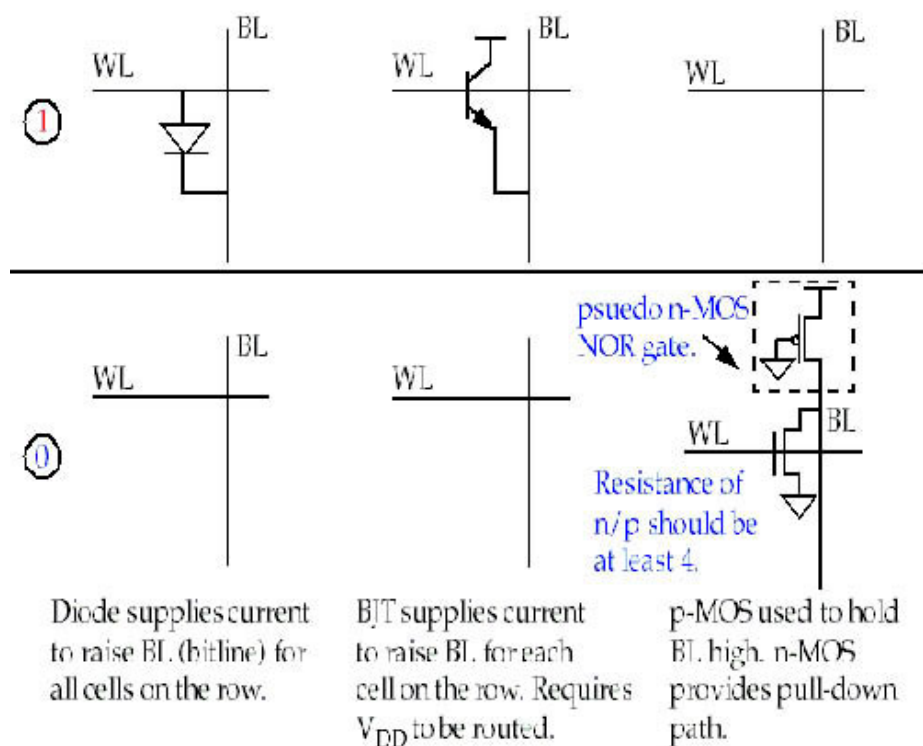 BL
BL
BL
WL
WL
WL
1
psuedo n-MOS
NOR gate.
BL
BL
WL
WL
BL
WL
0
Resistance of
n/p should be
at least 4.
Diode supplies current
to raise BL (bitline) for
all cells on the row.
BJT supplies current
to raise BL for each
cell on the row. Requires
VDD to be routed.
p-MOS used to hold
BL high. n-MOS
provides pull-down
path.